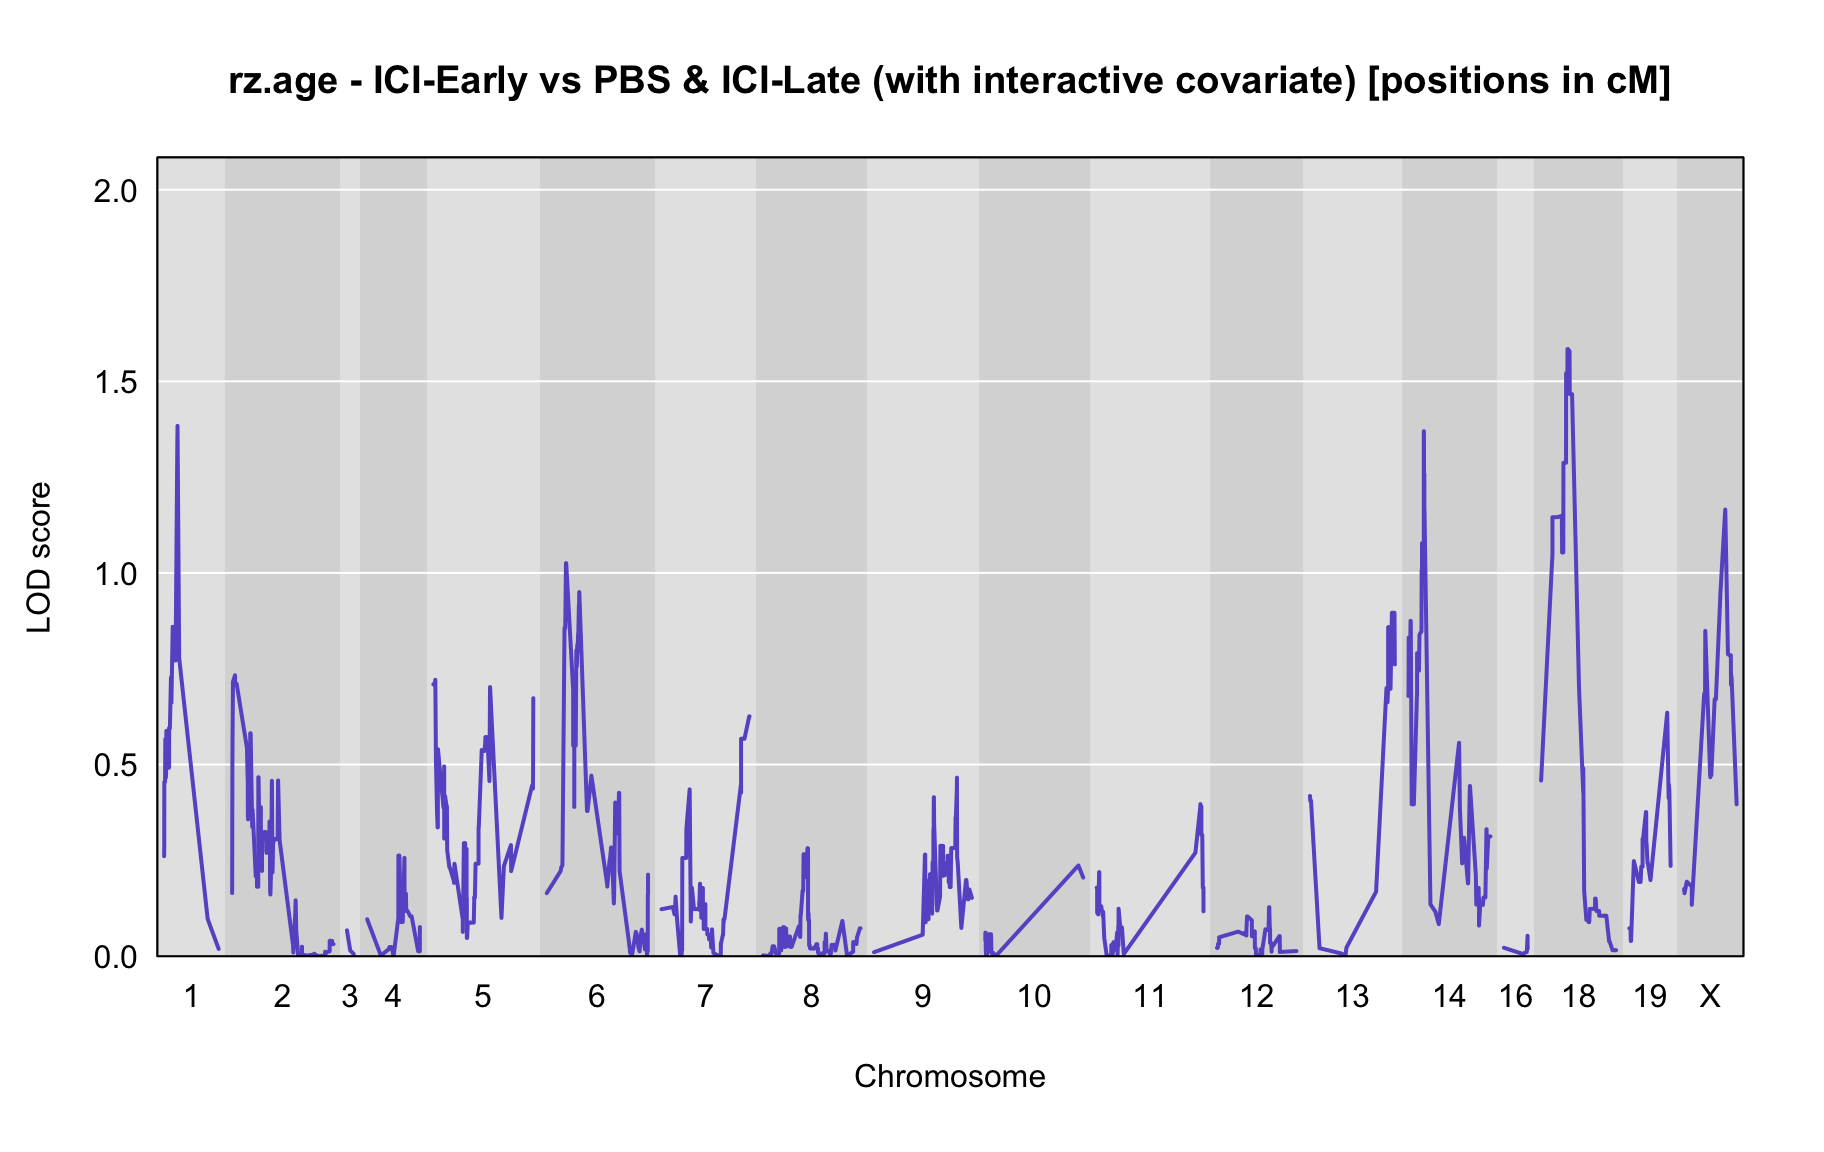 rz.age - ICI-Early vs PBS & ICI-Late (with interactive covariate) [positions in cM]
2.0
1.5
1.0
0.5
0.0
LOD score
1 2 3 4 5 6 7 8 9 10 11 12 13 14 16 18 19 X
Chromosome